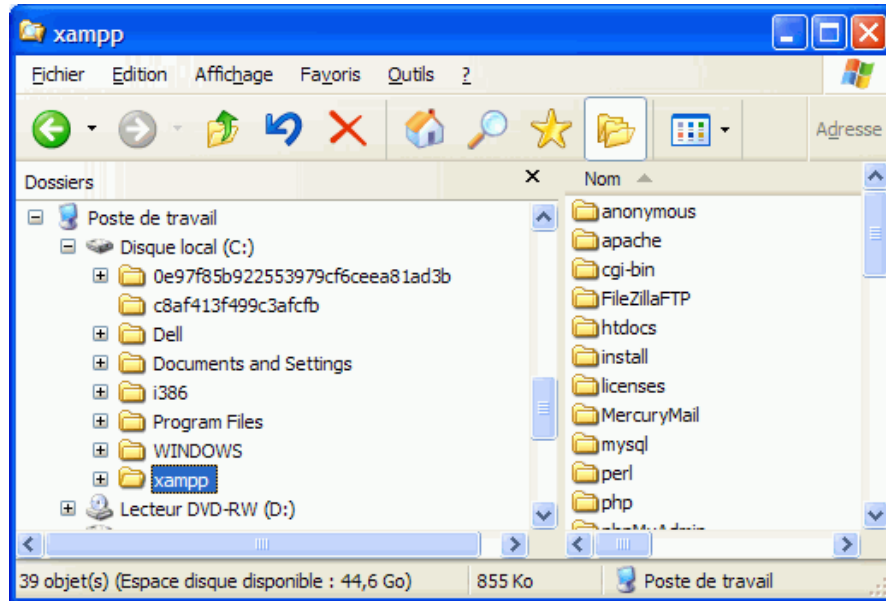 xampp
Fichier Edition Affichage Favoris Outils ?
Adresse
Dossiers
Poste de travail
Disque local (C:)
0e97f85b922553979cf6ceea81ad3b
c8af413f499c3afcfb
Dell
Documents and Settings
i386
Program Files
WINDOWS
xampp
Lecteur DVD-RW (D:)
Nom
anonymous
apache
cgi-bin
FileZillaFTP
htdocs
install
licenses
MercuryMail
mysql
perl
php
phpMyAdmin
39 objet(s) (Espace disque disponible : 44,6 Go) 855 Ko Poste de travail